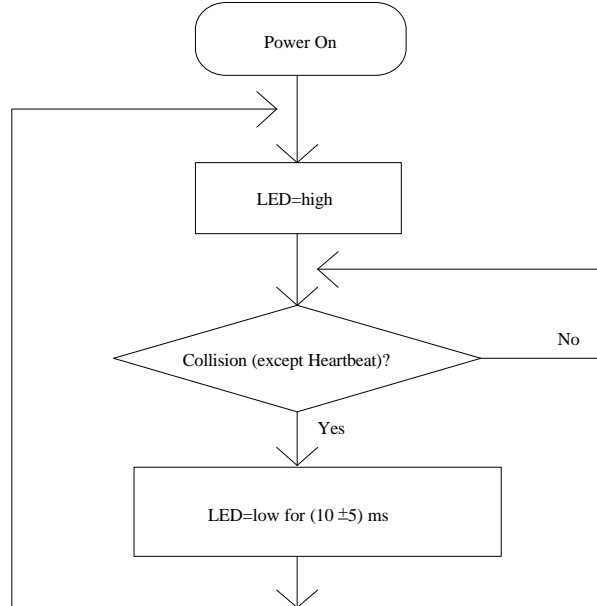 Power On
LED=high
Collision (except Heartbeat)?
No
Yes
LED=low for (10 ±5) ms